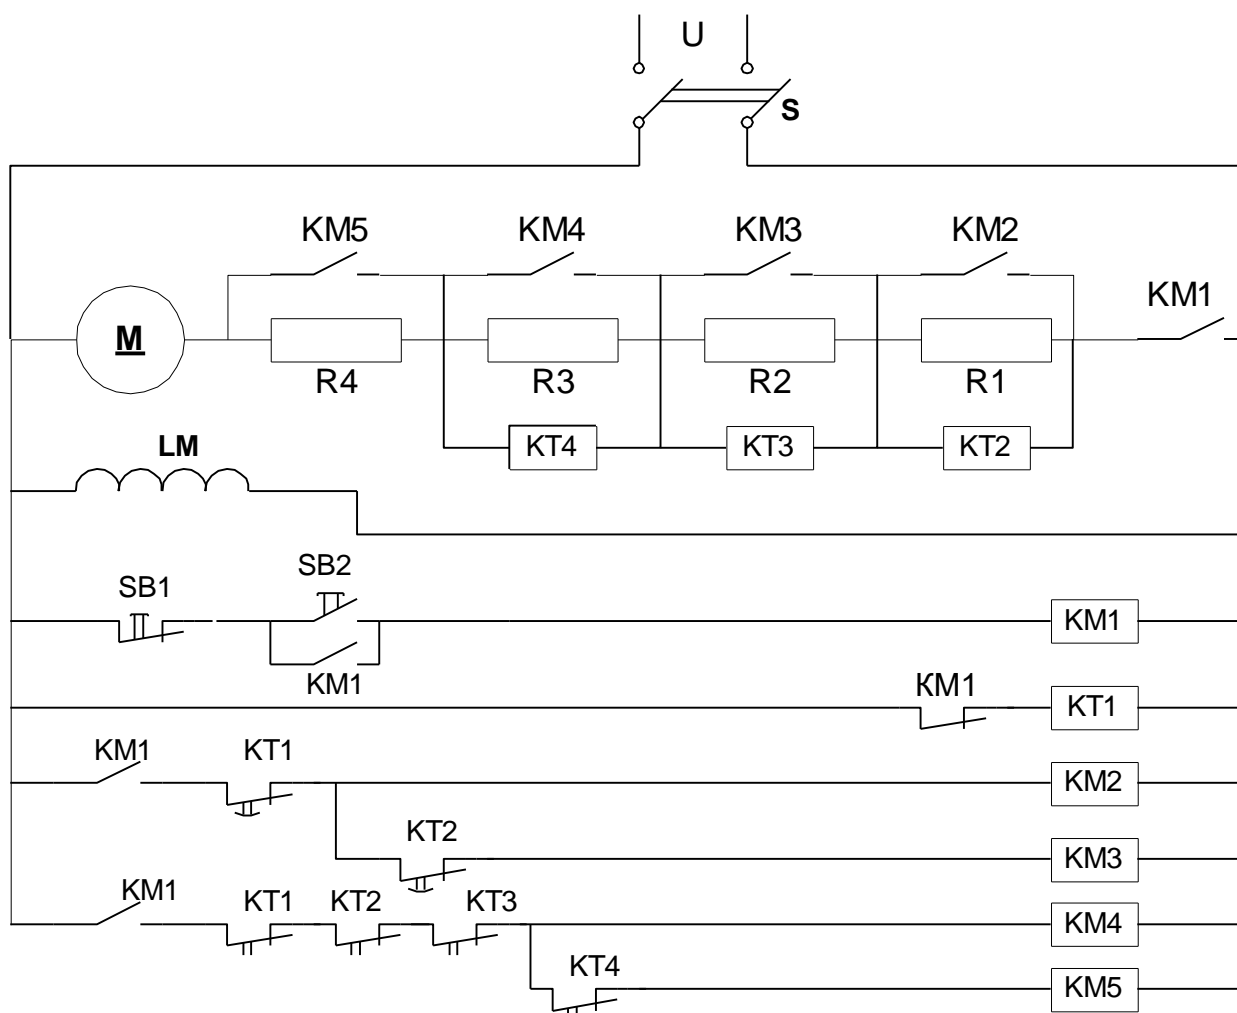 U
S
KM5 KM4 KM3 KM2
KM1
M
R4 R3 R2 R1
KT4 KT3 KT2
LM
SB2
SB1
KM1
KM1
KM1
KT1
KM1 KT1
KM2
KT2
KM3
KM1 KT1 KT2 KT3
KM4
KT4
KM5